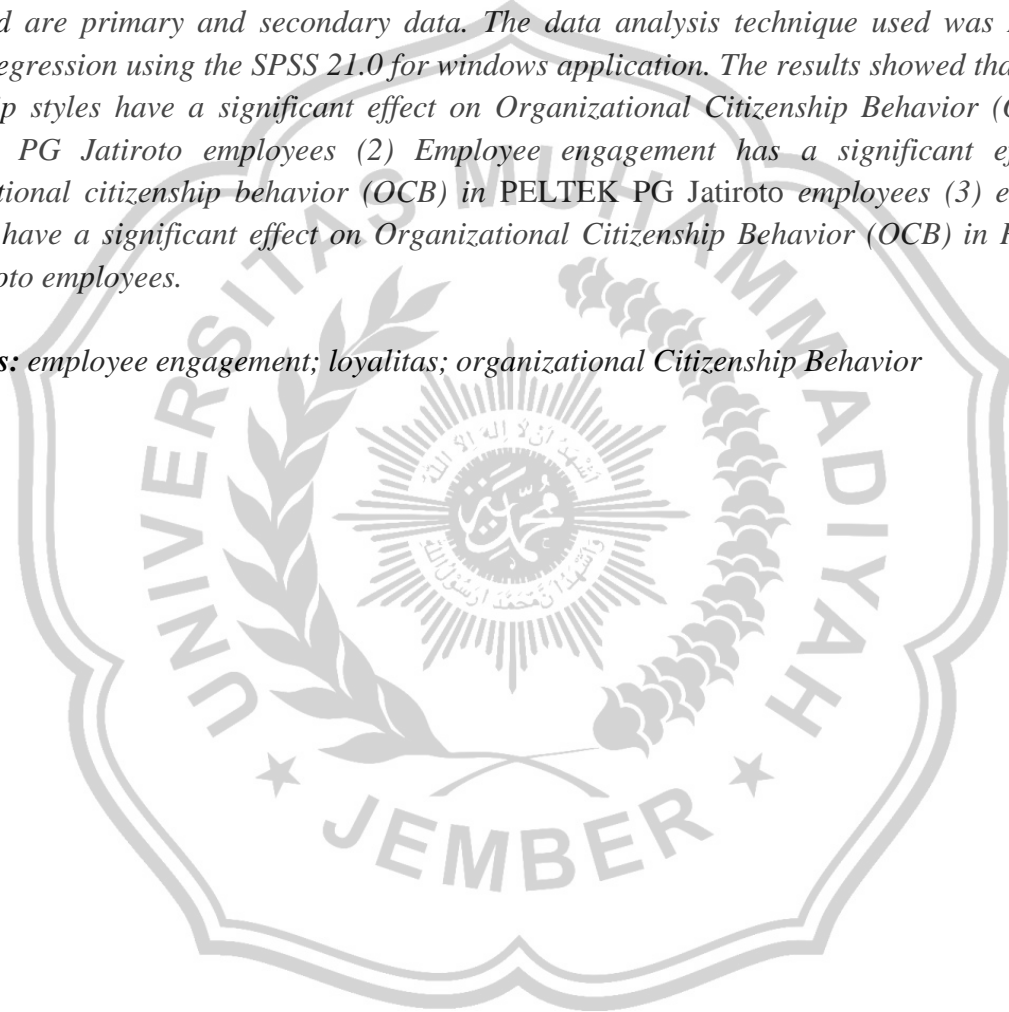 d are primary and secondary data. The data analysis technique used was
egression using the SPSS 21.0 for windows application. The results showed tha
ip styles have a significant effect on Organizational Citizenship Behavior (O
PG Jatiroto employees (2) Employee engagement has a significant ef
tional citizenship behavior (OCB) in PELTEK PG Jatiroto employees (3) e
have a significant effect on Organizational Citizenship Behavior (OCB) in
oto employees.
s: employee engagement; loyalitas; organizational Citizenship Behavior
UNIVERSITAS MUHAMMADIYAH
JEMBER